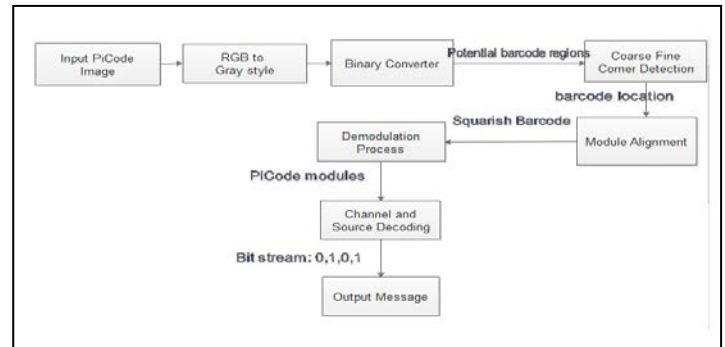 Input PiCode
Image
RGB to
Gray style
Binary Converter
Potential barcode regions
Coarse Fine
Corner Detection
barcode location
Module Alignment
Squarish Barcode
Demodulation
Process
PICode modules
Channel and
Source Decoding
Bit stream: 0,1,0,1
Output Message